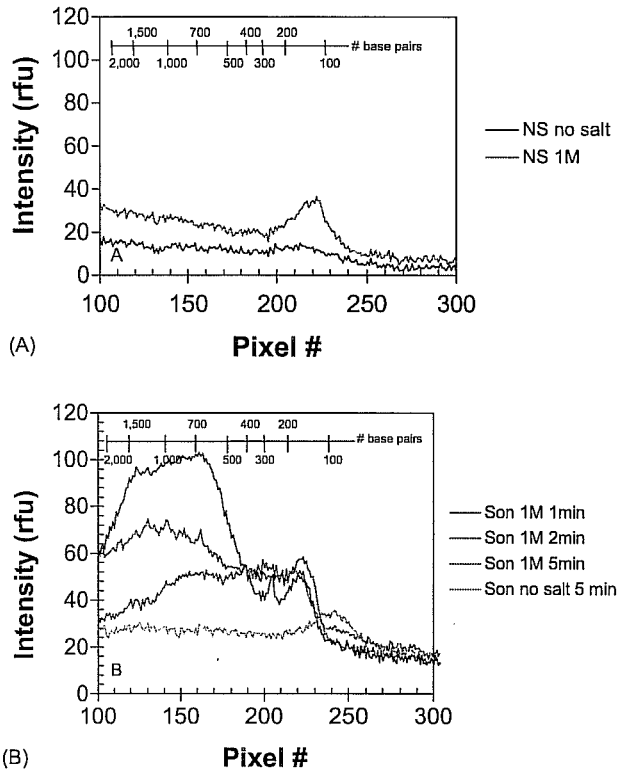 120
100
80
60
40
20
0
Intensity (rfu)
1,500 700 400 200
# base pairs
2,000 1,000 500 300 100
NS no salt
NS 1M
A
100 150 200 250 300
(A)
Pixel #
120
100
80
60
40
20
0
Intensity (rfu)
1,500 700 400 200
# base pairs
2,000 1,000 500 300 100
Son 1M 1min
Son 1M 2min
Son 1M 5min
Son no salt 5 min
B
100 150 200 250 300
(B)
Pixel #